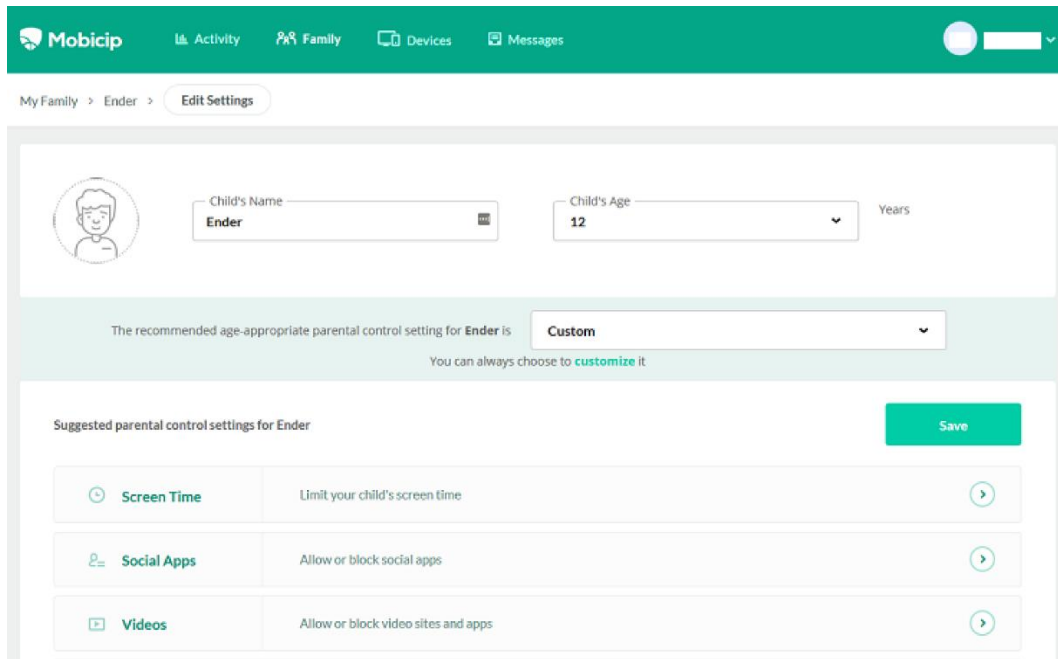 Mobicip Activity Family Devices Messages
My Family > Ender > Edit Settings
Child's Name Child's Age
Ender 12 Years
The recommended age-appropriate parental control setting for Ender is Custom
You can always choose to customize it
Suggested parental control settings for Ender Save
Screen Time Limit your child's screen time
Social Apps Allow or block social apps
Videos Allow or block video sites and apps